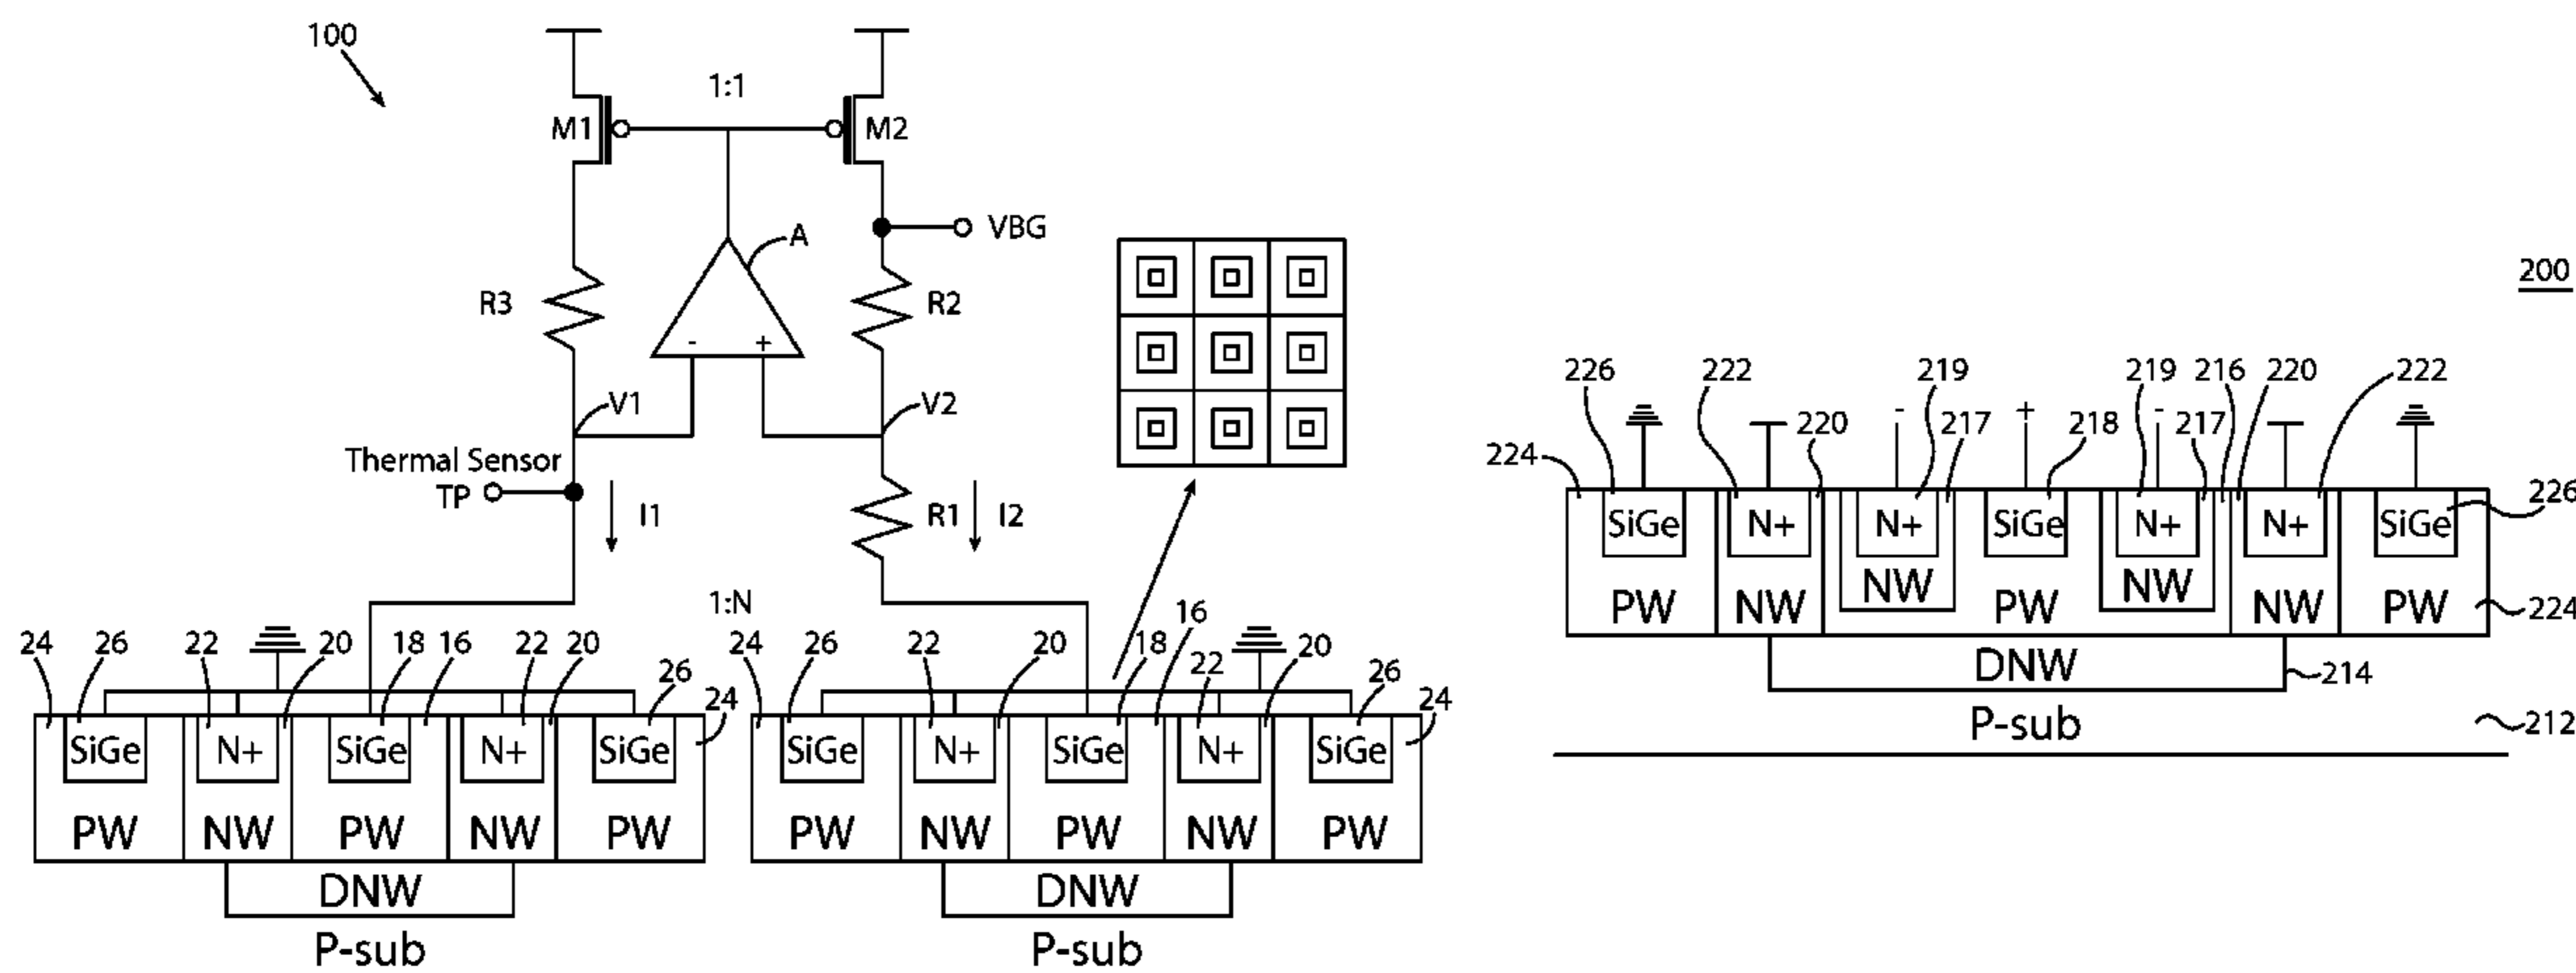 100
1:1
M1
M2
A
VBG
R3
R2
-
+
V1
V2
Thermal Sensor
TP
I1
R1
I2
1:N
24
26
22
20
18
16
22
20
26
24
SiGe
N+
SiGe
N+
SiGe
PW
NW
PW
NW
PW
DNW
P-sub
24
26
22
20
18
16
22
20
26
24
SiGe
N+
SiGe
N+
SiGe
PW
NW
PW
NW
PW
DNW
P-sub
200
226
222
219
219
216
220
222
-
+
-
224
220
217
218
217
226
SiGe
N+
N+
SiGe
N+
N+
SiGe
PW
NW
NW
PW
NW
NW
PW
224
DNW
214
P-sub
212